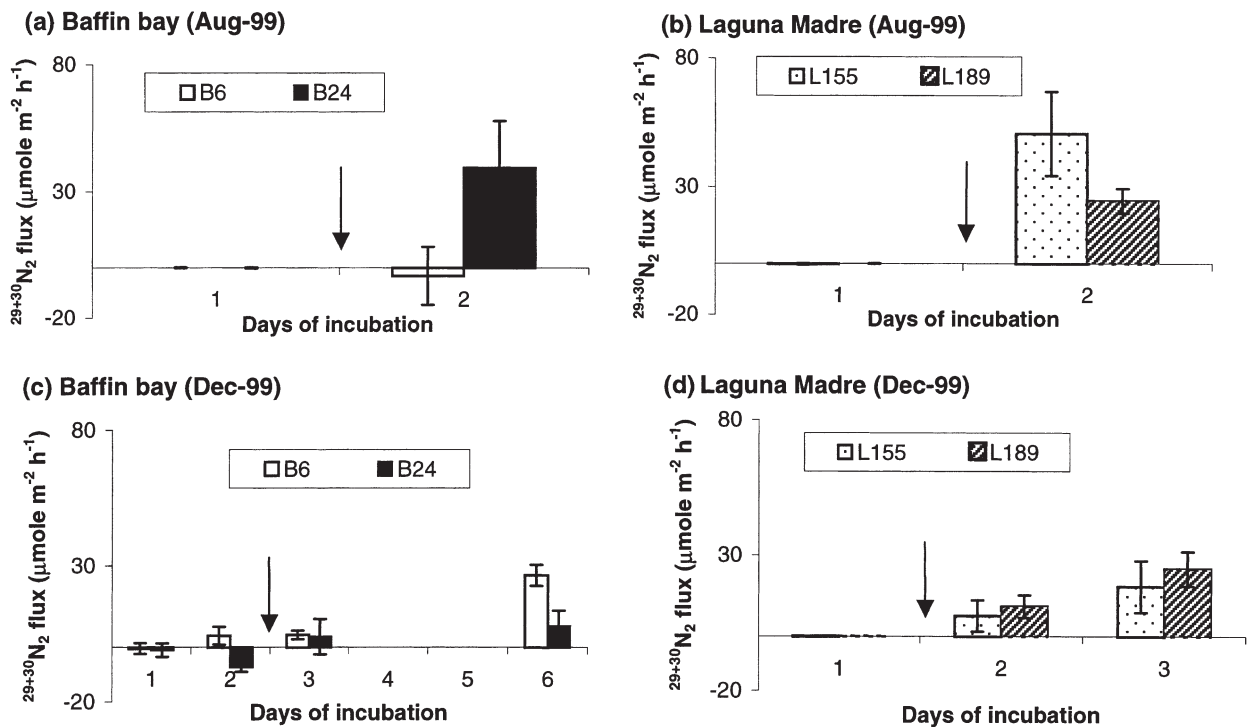 (a) Baffin bay (Aug-99)
80
30
-20
29+30N2 flux (μmole m-2 h-1)
B6 B24
1 2
Days of incubation
(b) Laguna Madre (Aug-99)
80
30
-20
29+30N2 flux (μmole m-2 h-1)
L155 L189
1 2
Days of incubation
(c) Baffin bay (Dec-99)
80
30
-20
29+30N2 flux (μmole m-2 h-1)
B6 B24
1 2 3 4 5 6
Days of incubation
(d) Laguna Madre (Dec-99)
80
30
-20
29+30N2 flux (μmole m-2 h-1)
L155 L189
1 2 3
Days of incubation